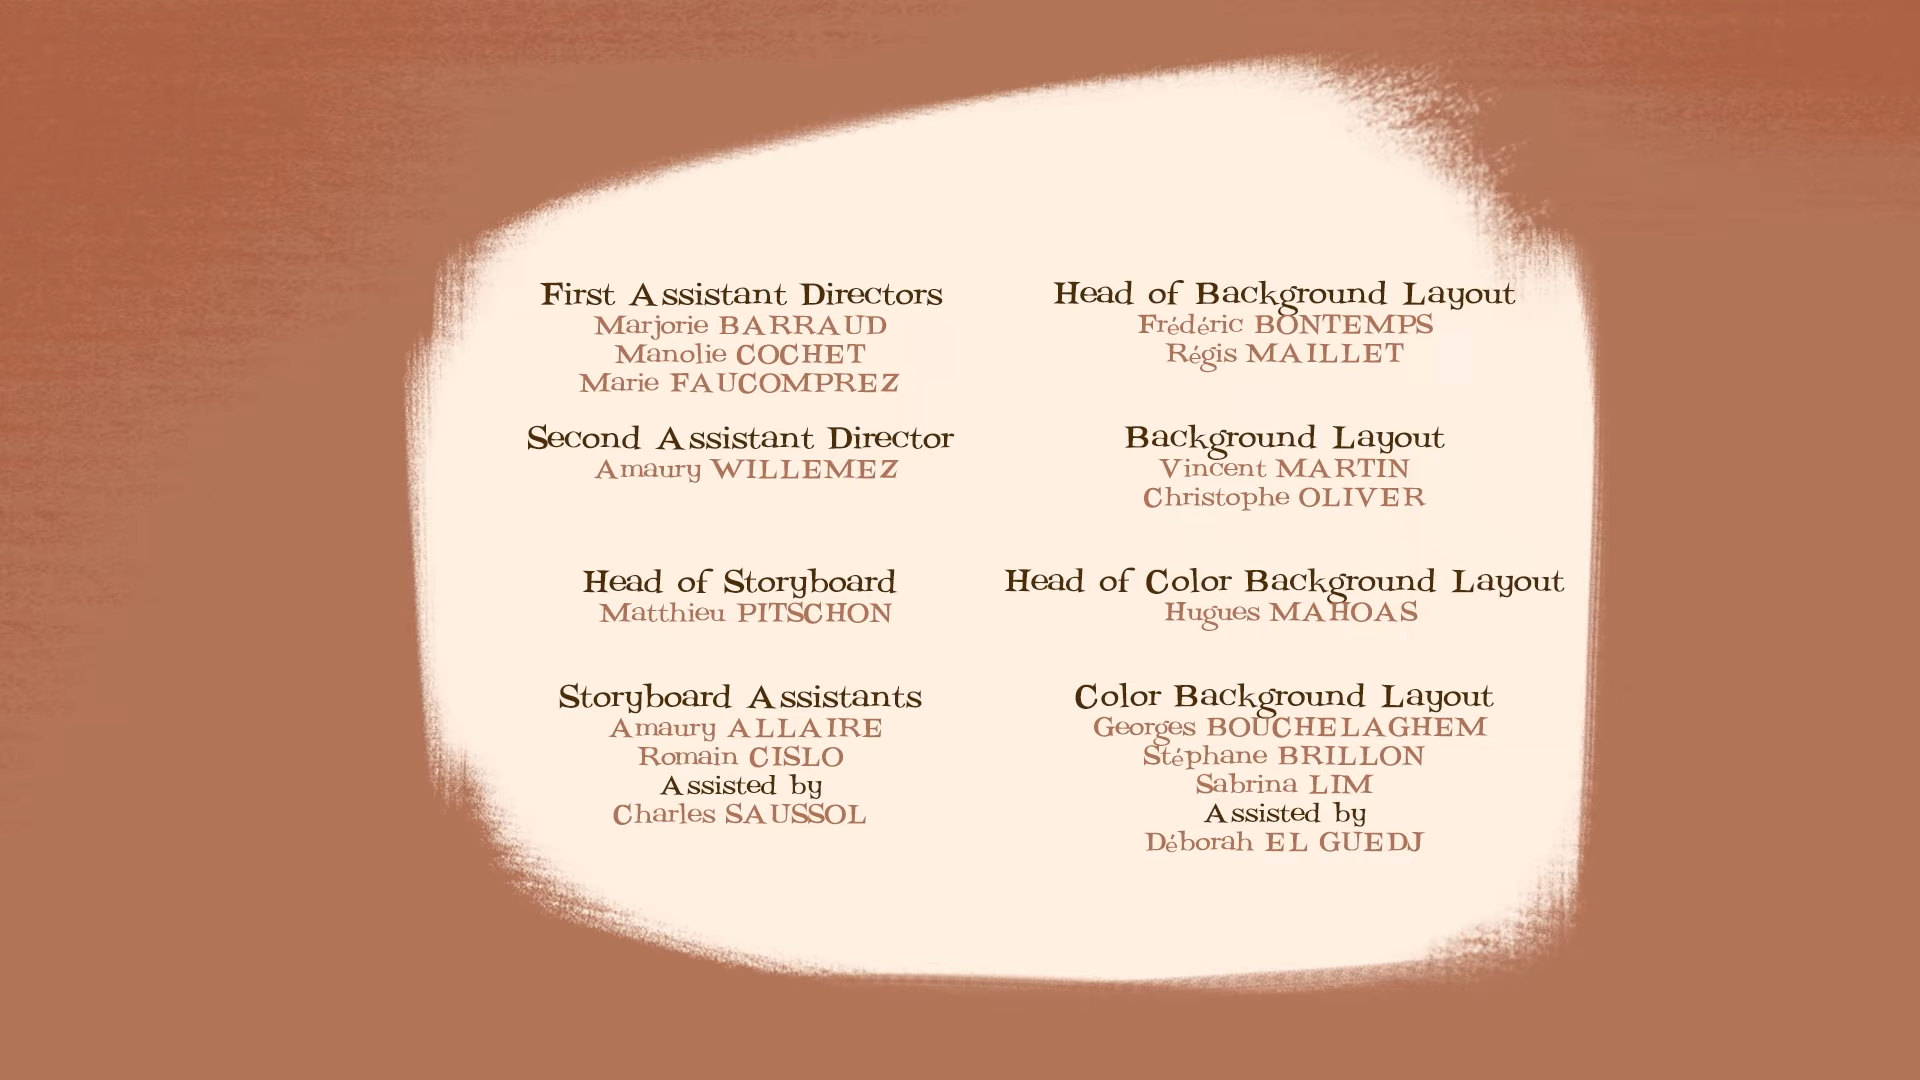 First Assistant Directors
Marjorie BARRAUD
Manolie COCHET
Marie FAUCOMPREZ
Second Assistant Director
Amaury WILLEMEZ
Head of Storyboard
Matthieu PITSCHON
Storyboard Assistants
Amaury ALLAIRE
Romain CISLO
Assisted by
Charles SAUSSOL
Head of Background Layout
Frédéric BONTEMPS
Régis MAILLET
Background Layout
Vincent MARTIN
Christophe OLIVER
Head of Color Background Layout
Hugues MAHOAS
Color Background Layout
Georges BOUCHELAGHEM
Stéphane BRILLON
Sabrina LIM
Assisted by
Déborah EL GUEDJ